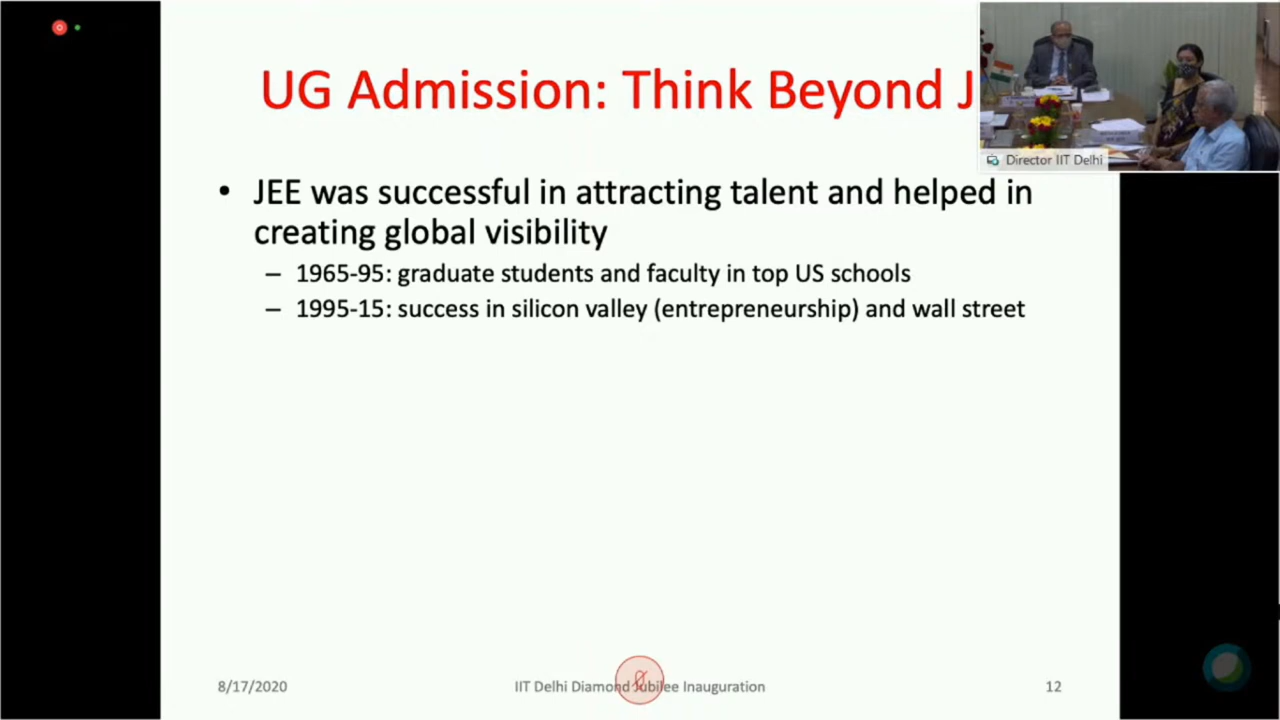 UG Admission: Think Beyond J
• JEE was successful in attracting talent and helped in
creating global visibility
– 1965-95: graduate students and faculty in top US schools
– 1995-15: success in silicon valley (entrepreneurship) and wall street
Director IIT Delhi
8/17/2020
IIT Delhi Diamond Jubilee Inauguration
12